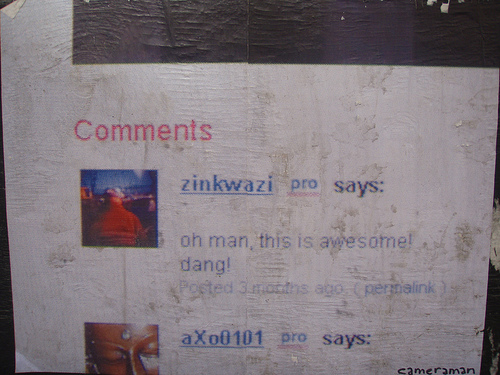 Comments
zinkwazi pro says:
oh man, this is awesome!
dang!
Posted 3 months ago. ( permalink )
aXo0101 pro says:
cameraman